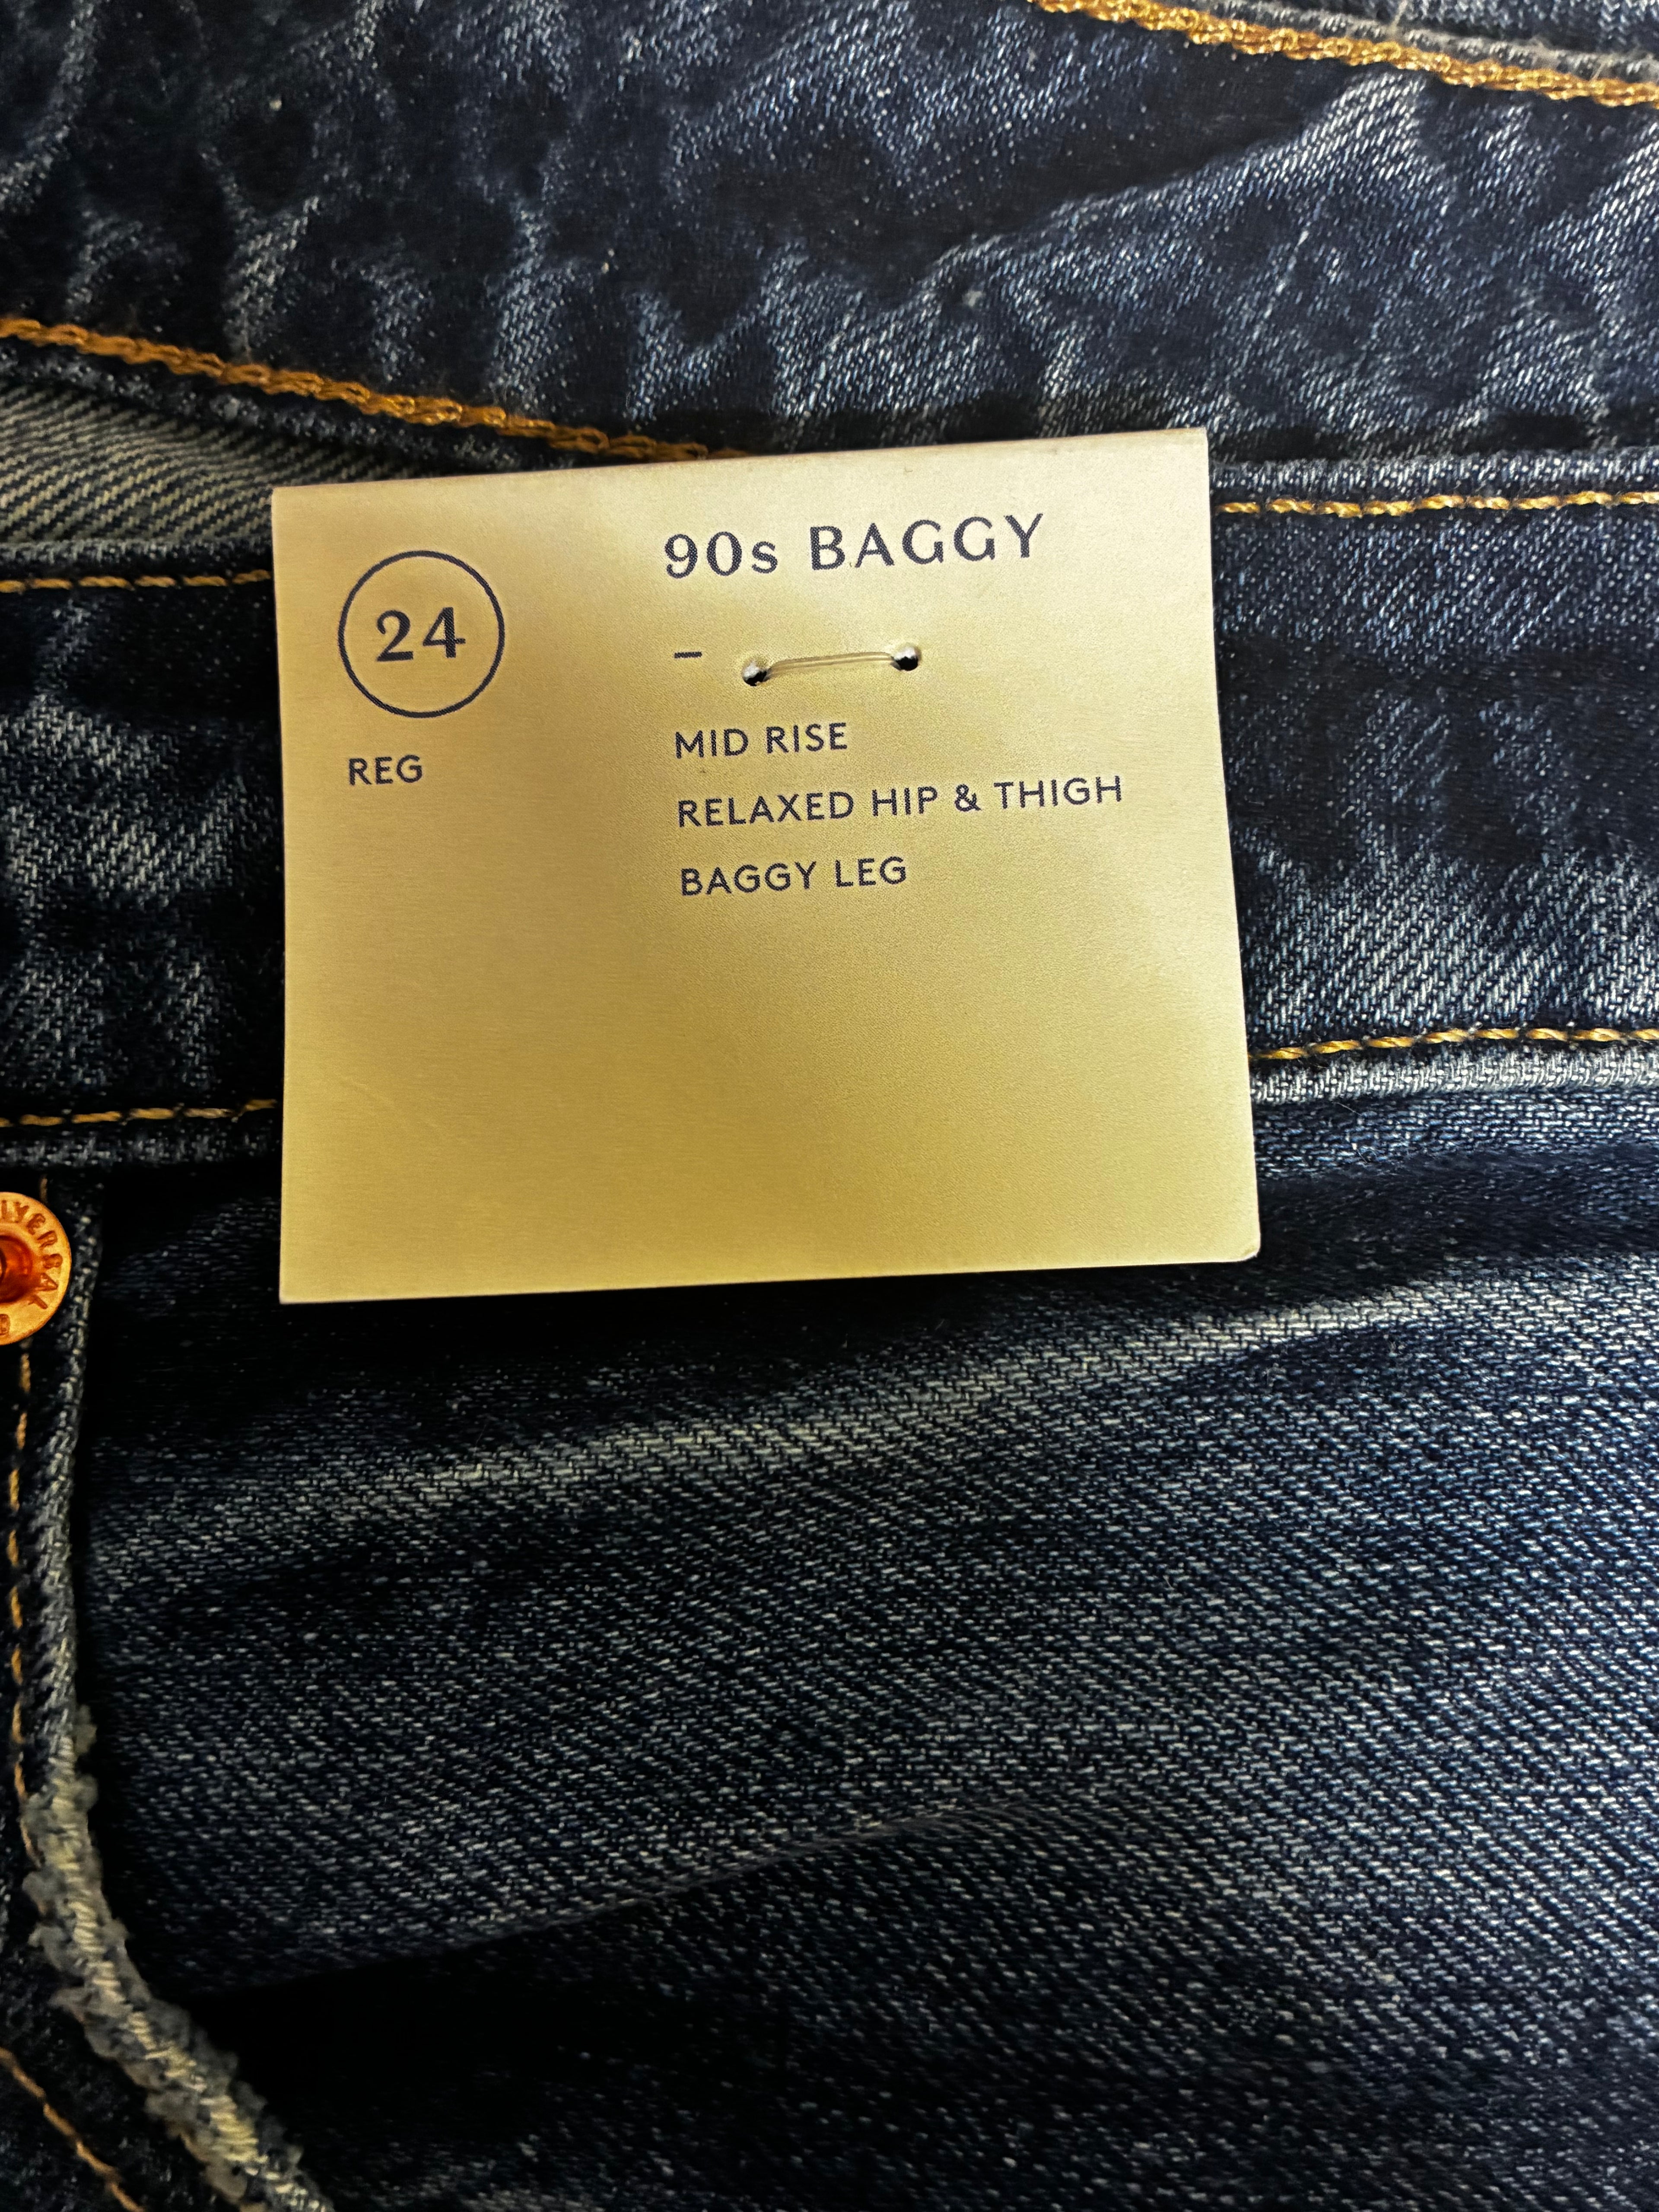 24
REG
90s BAGGY
–
MID RISE
RELAXED HIP & THIGH
BAGGY LEG